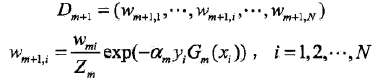 D_{m+1} = (w_{m+1,1}, ⋯, w_{m+1,i}, ⋯, w_{m+1,N})
w_{m+1,i} = \frac{w_{mi}}{Z_m} exp(-α_m y_i G_m(x_i)) , i = 1,2,⋯,N